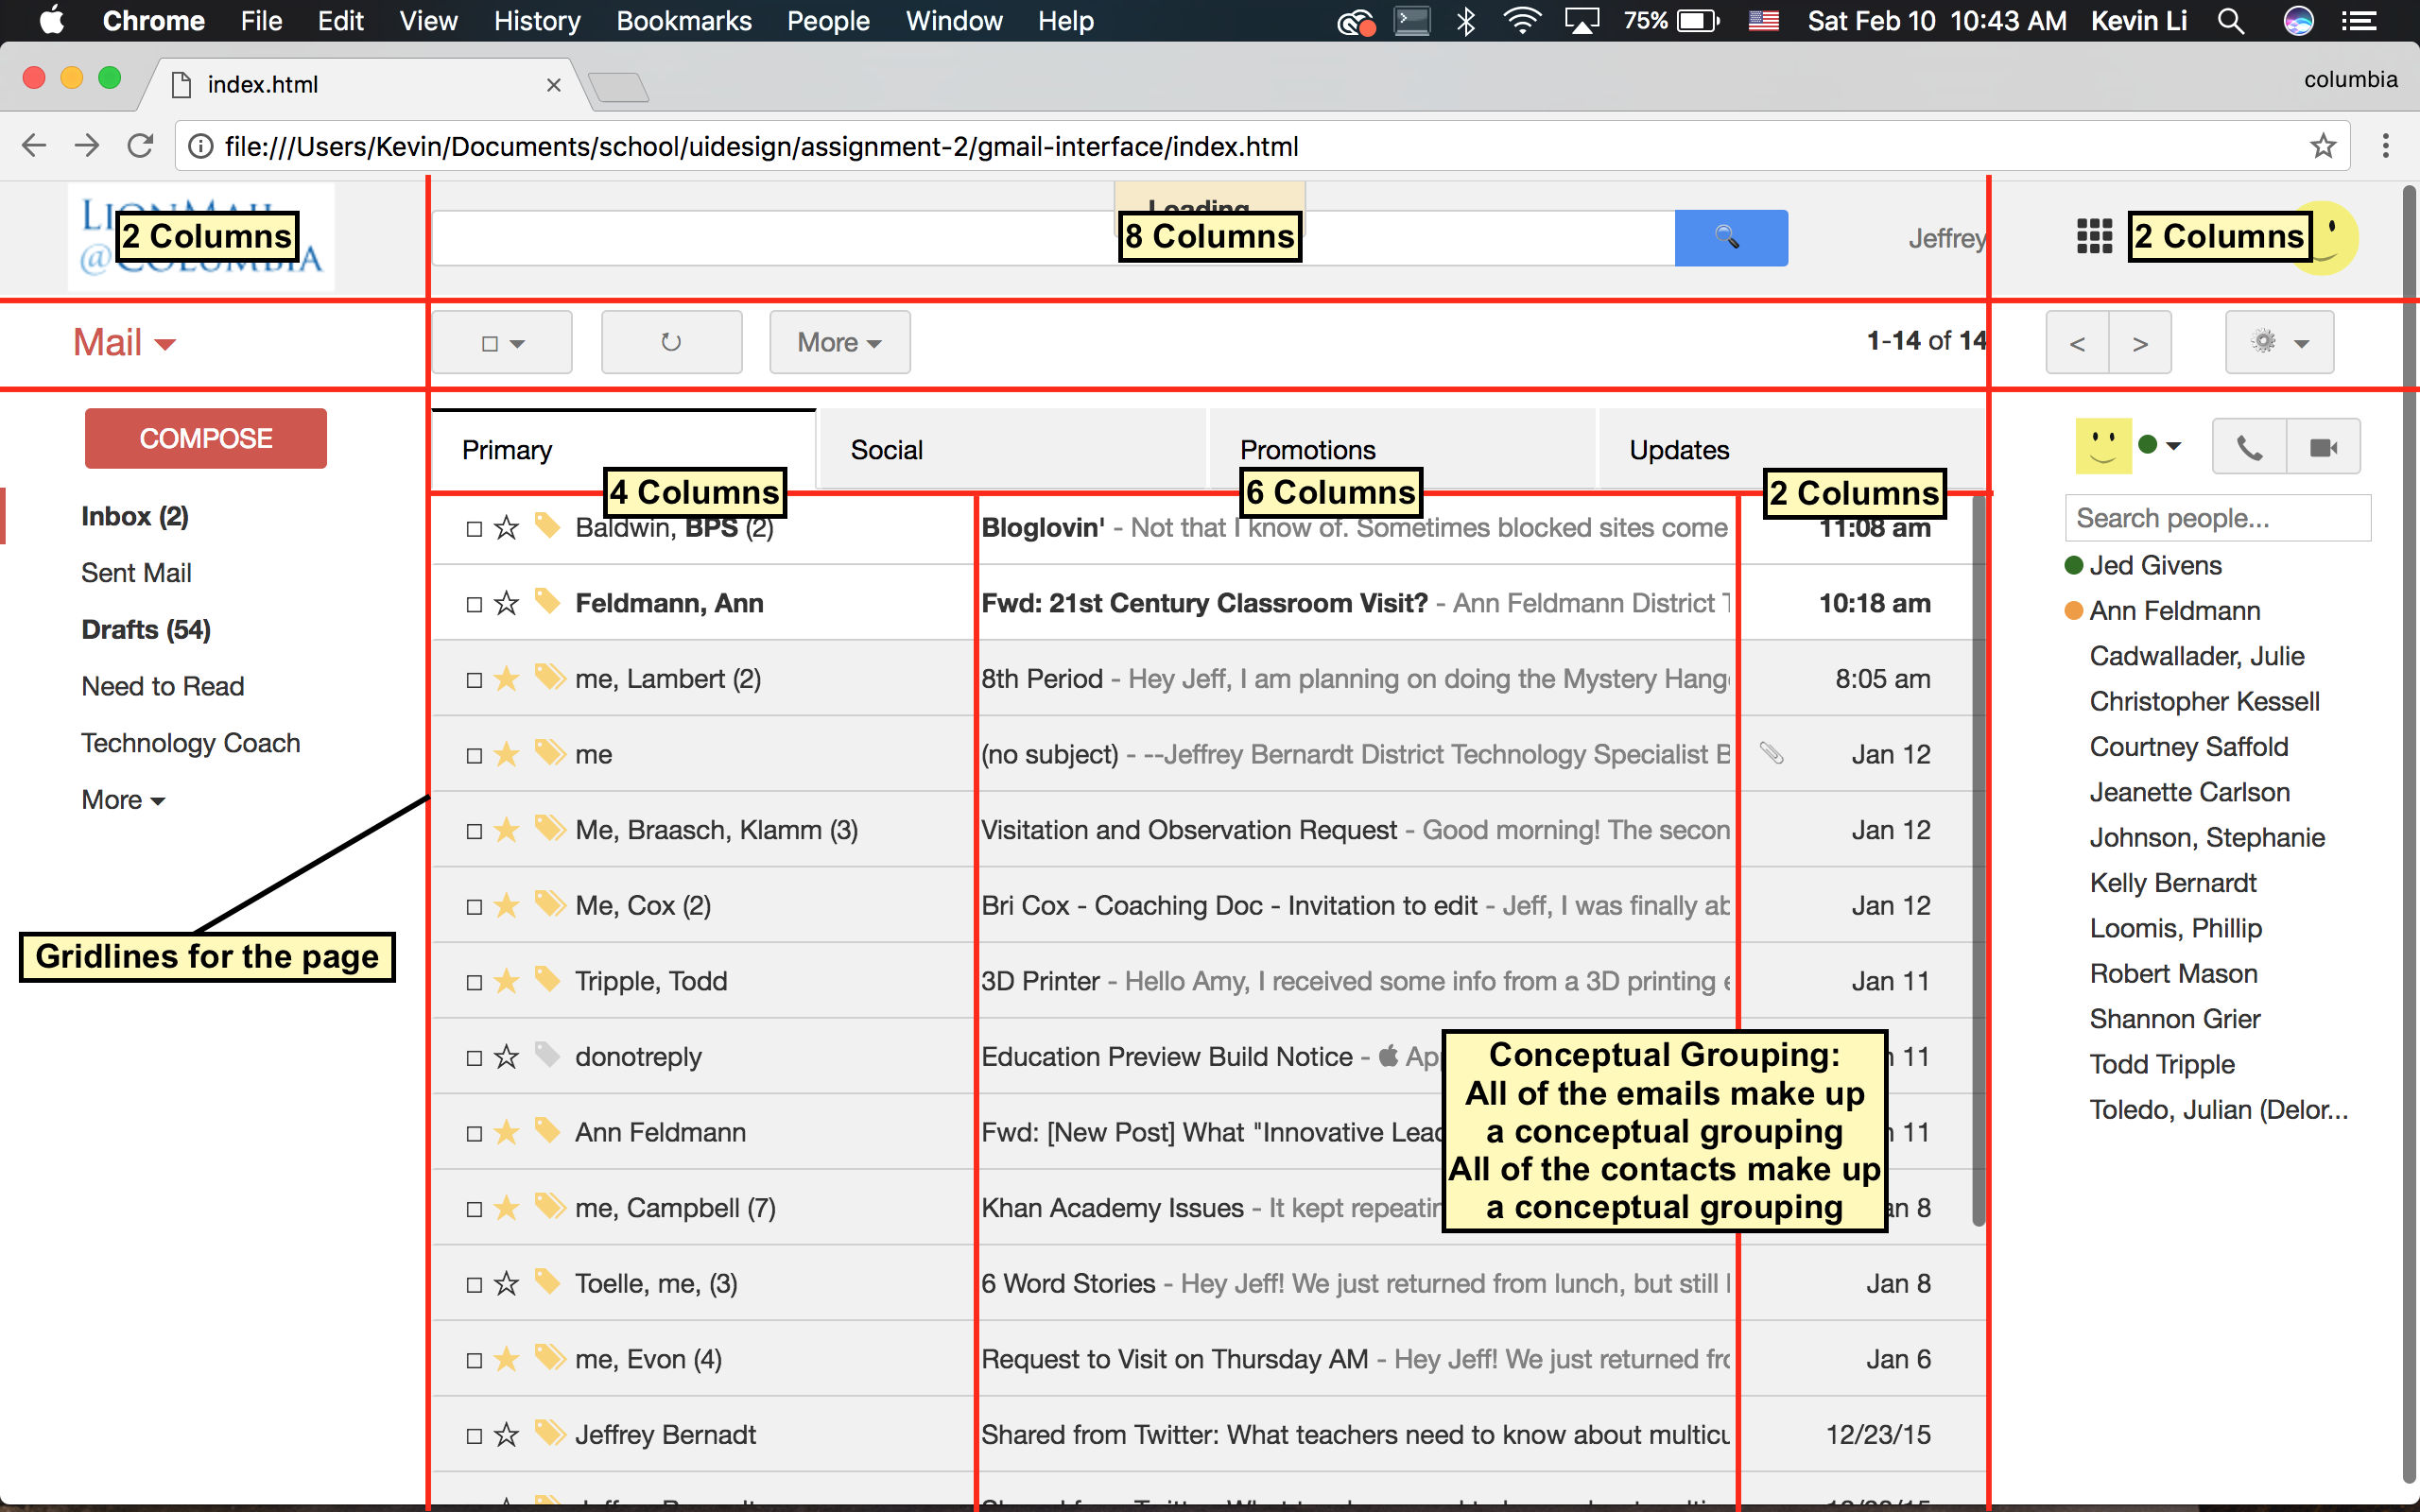 Chrome File Edit View History Bookmarks People Window Help 75% Sat Feb 10 10:43 AM Kevin Li
index.html
columbia
file:///Users/Kevin/Documents/school/uidesign/assignment-2/gmail-interface/index.html
2 Columns
Loading
8 Columns
Jeffrey
2 Columns
Mail
More
1-14 of 14
< >
COMPOSE
Primary Social Promotions Updates
4 Columns 6 Columns 2 Columns
Inbox (2)
Sent Mail
Drafts (54)
Need to Read
Technology Coach
More
Gridlines for the page
Baldwin, BPS (2) Bloglovin' - Not that I know of. Sometimes blocked sites come 11:08 am
Feldmann, Ann Fwd: 21st Century Classroom Visit? - Ann Feldmann District 10:18 am
me, Lambert (2) 8th Period - Hey Jeff, I am planning on doing the Mystery Hang 8:05 am
me (no subject) - --Jeffrey Bernardt District Technology Specialist B Jan 12
Me, Braasch, Klamm (3) Visitation and Observation Request - Good morning! The secon Jan 12
Me, Cox (2) Bri Cox - Coaching Doc - Invitation to edit - Jeff, I was finally ab Jan 12
Tripple, Todd 3D Printer - Hello Amy, I received some info from a 3D printing e Jan 11
donotreply Education Preview Build Notice - App 11
Ann Feldmann Fwd: [New Post] What "Innovative Lead 11
me, Campbell (7) Khan Academy Issues - It kept repeatin an 8
Toelle, me, (3) 6 Word Stories - Hey Jeff! We just returned from lunch, but still Jan 8
me, Evon (4) Request to Visit on Thursday AM - Hey Jeff! We just returned fro Jan 6
Jeffrey Bernadt Shared from Twitter: What teachers need to know about multicu 12/23/15
Conceptual Grouping:
All of the emails make up
a conceptual grouping
All of the contacts make up
a conceptual grouping
Search people...
Jed Givens
Ann Feldmann
Cadwallader, Julie
Christopher Kessell
Courtney Saffold
Jeanette Carlson
Johnson, Stephanie
Kelly Bernardt
Loomis, Phillip
Robert Mason
Shannon Grier
Todd Tripple
Toledo, Julian (Delor...